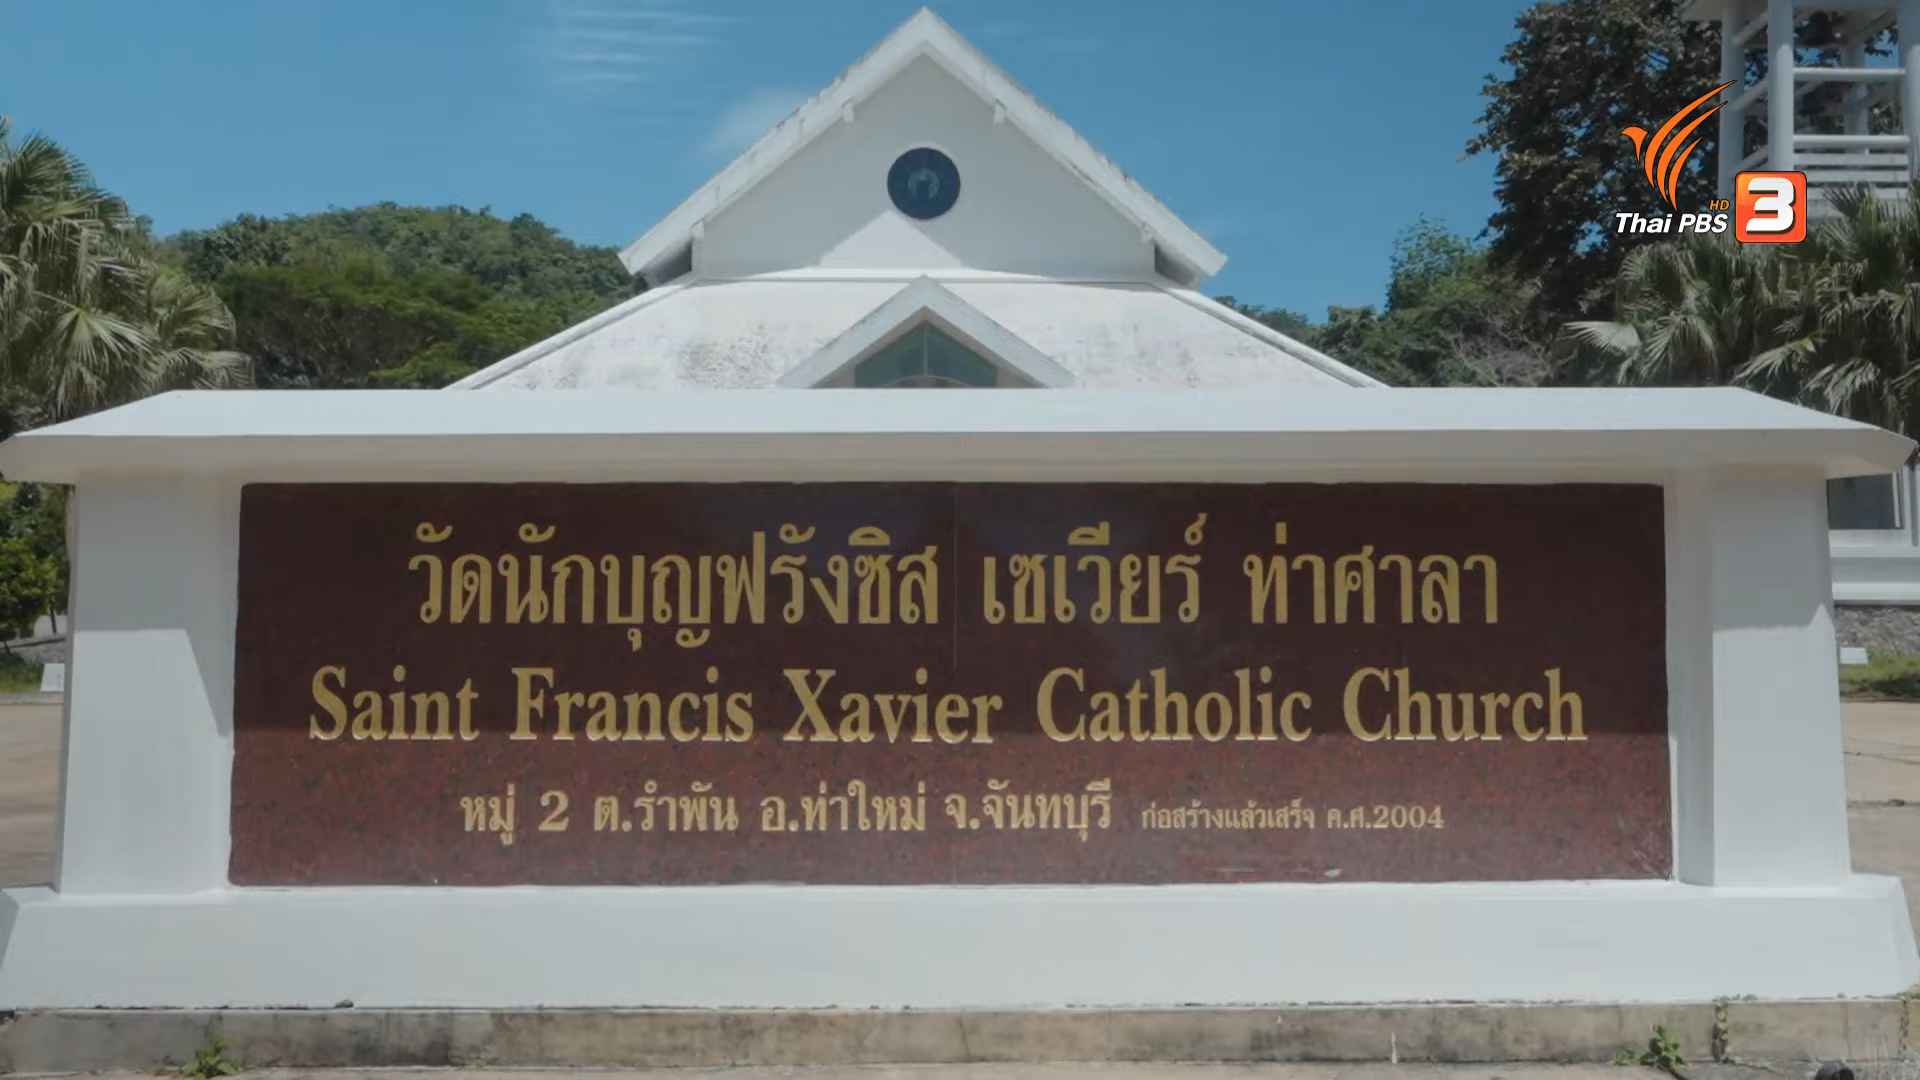 Thai PBS HD 3
วัดนักบุญฟรังซิส เซเวียร์ ท่าศาลา
Saint Francis Xavier Catholic Church
หมู่ 2 ต.รำพัน อ.ท่าใหม่ จ.จันทบุรี ก่อสร้างแล้วเสร็จ ค.ศ.2004